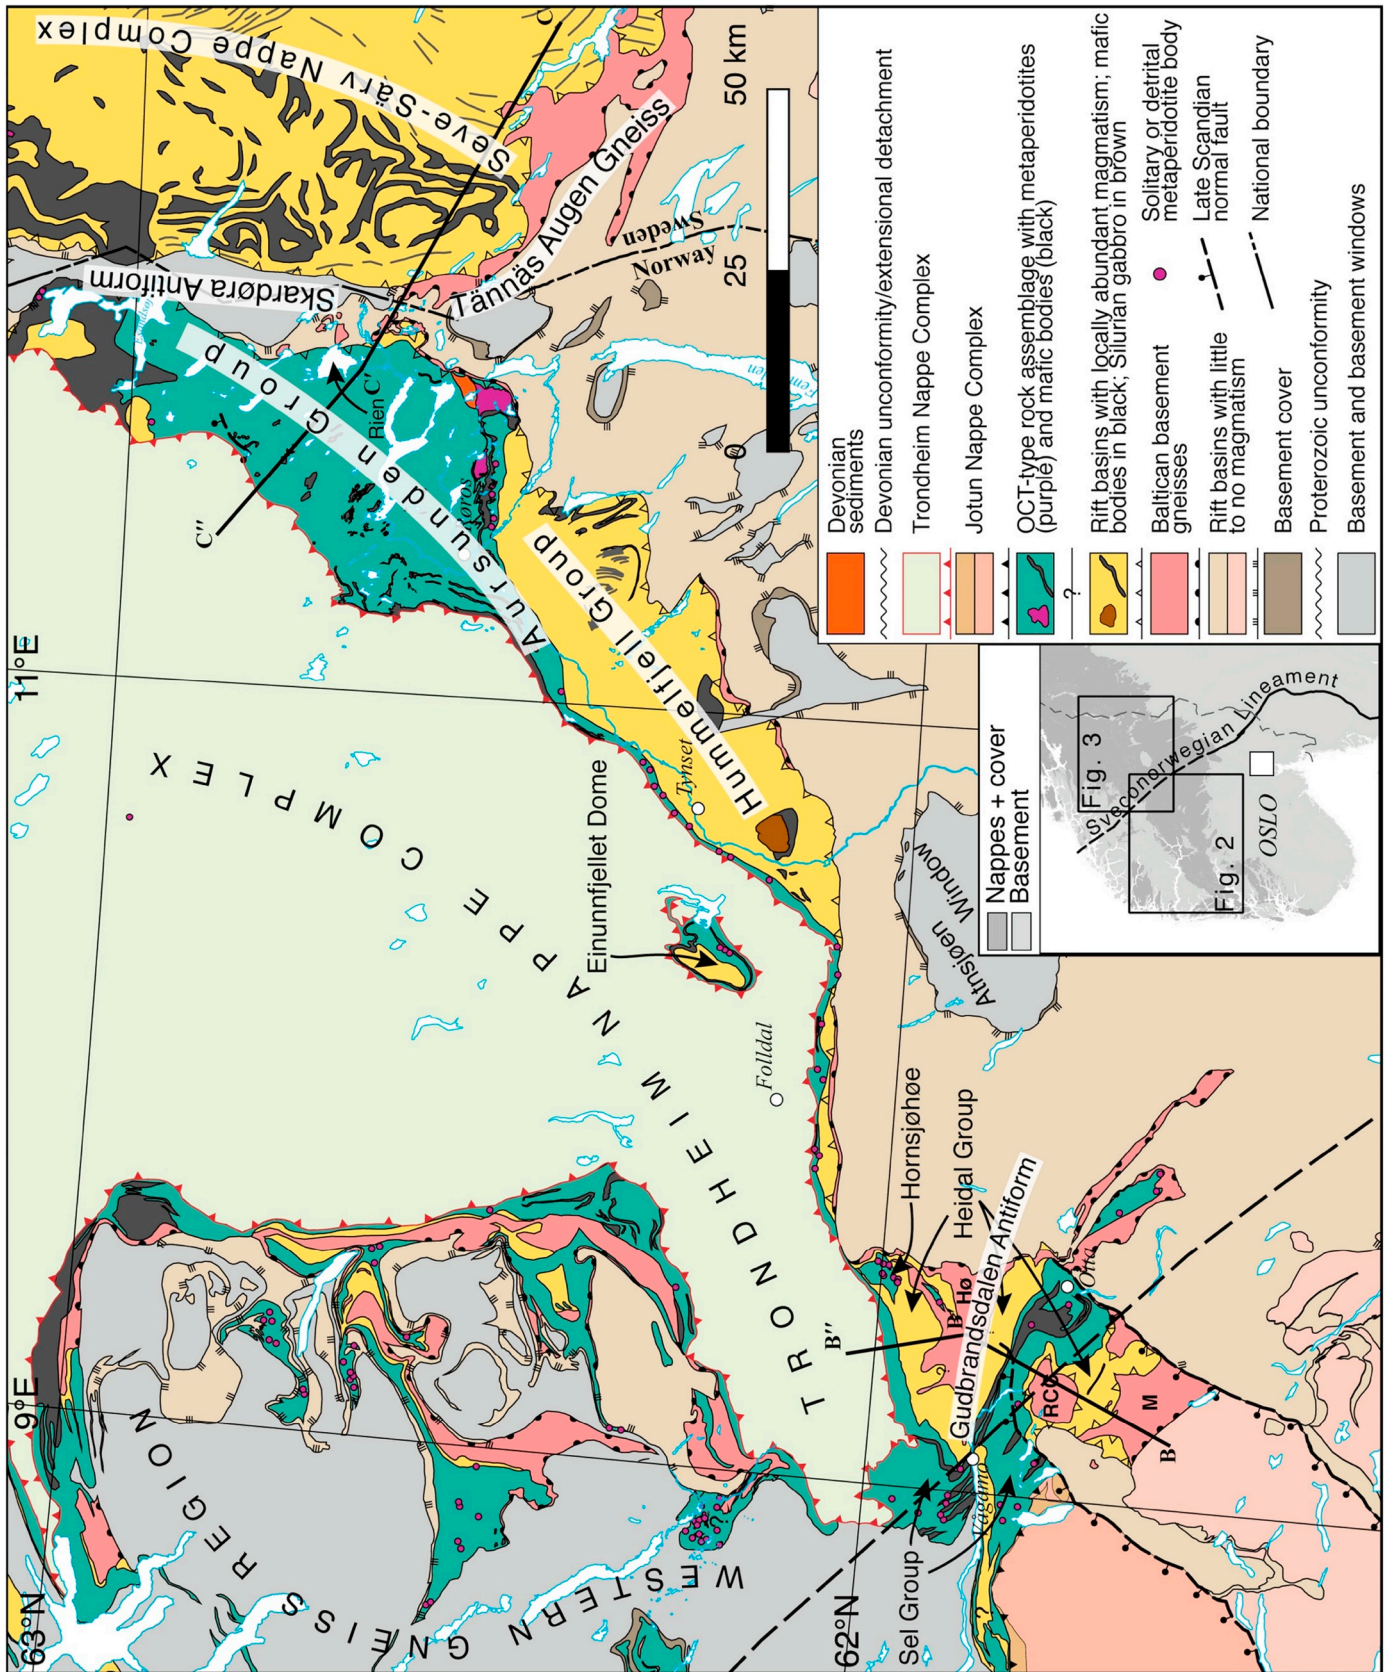 63°N
9°E
11°E
62°N
WESTERN GNEISS REGION
TRONDHEIM NAPPE COMPLEX
Einunnfjellet Dome
Folldal
Tynset
Hummelfjell Group
Aursunden Group
Røros
Rien
C'
C"
C
Skardøra Antiform
Seve-Särv Nappe Complex
Tännäs Augen Gneiss
Norway
Sweden
0
25
50 km
Atnsjøen
Window
Hornsjøhøe
Heidal Group
Gudbrandsdalen Antiform
Sel Group
Vågåmo
Otta
B"
B'
Hø
RC
M
B
?
Devonian
sediments
Devonian unconformity/extensional detachment
Trondheim Nappe Complex
Jotun Nappe Complex
OCT-type rock assemblage with metaperidotites
(purple) and mafic bodies (black)
?
Rift basins with locally abundant magmatism; mafic
bodies in black; Silurian gabbro in brown
Baltican basement
gneisses
Rift basins with little
to no magmatism
Basement cover
Proterozoic unconformity
Basement and basement windows
Solitary or detrital
metaperidotite body
Late Scandian
normal fault
National boundary
Nappes + cover
Basement
Fig. 3
Fig. 2
Sveconorwegian Lineament
OSLO